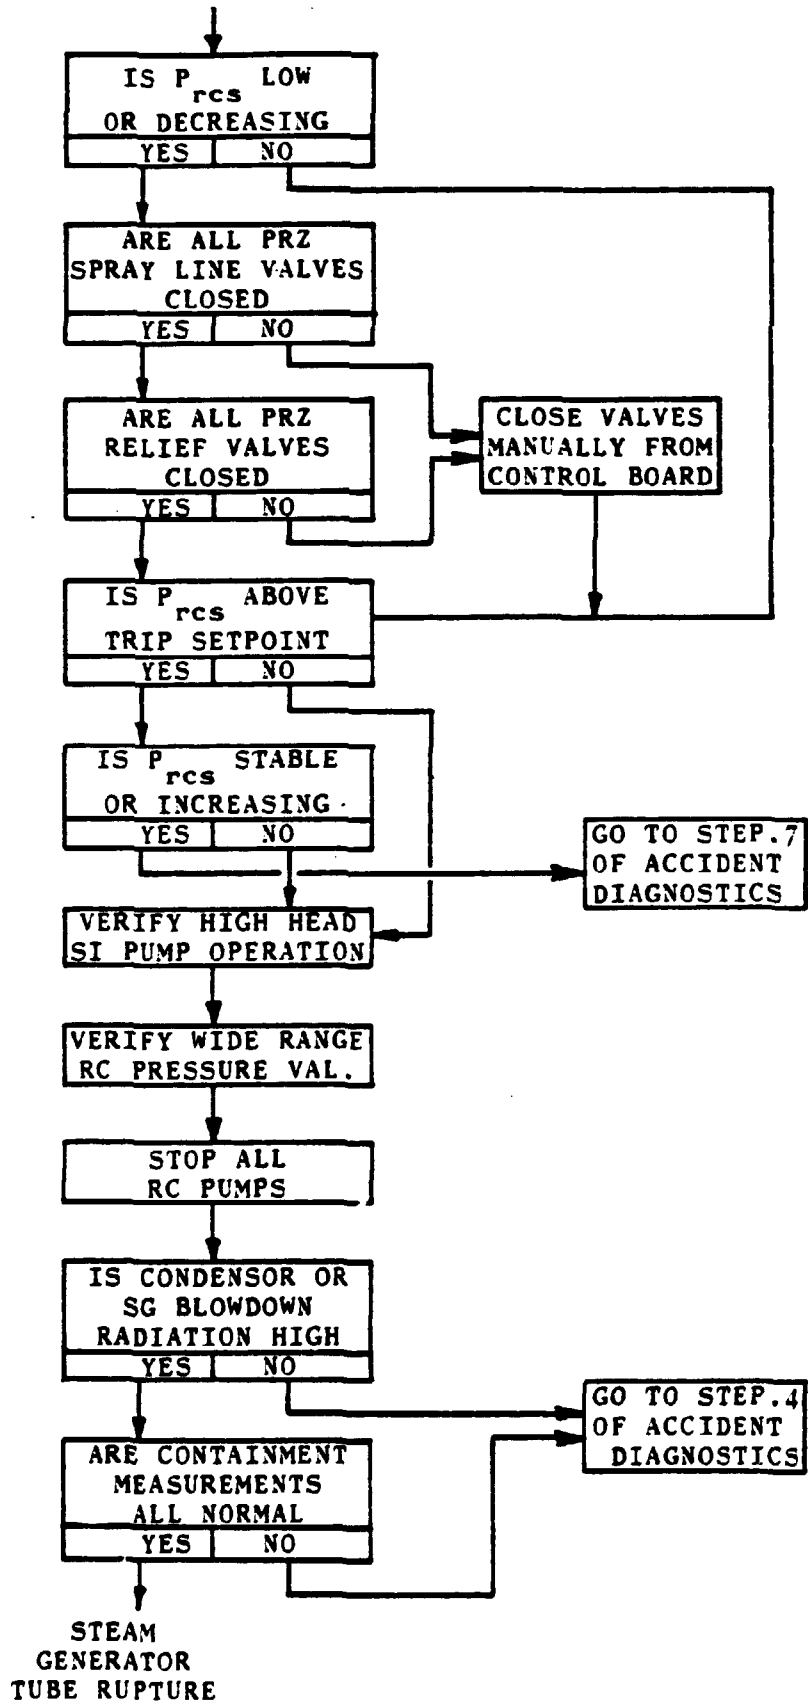 IS P rcs LOW
OR DECREASING
YES NO
ARE ALL PRZ
SPRAY LINE VALVES
CLOSED
YES NO
ARE ALL PRZ
RELIEF VALVES
CLOSED
YES NO
CLOSE VALVES
MANUALLY FROM
CONTROL BOARD
IS P rcs ABOVE
TRIP SETPOINT
YES NO
IS P rcs STABLE
OR INCREASING
YES NO
GO TO STEP.7
OF ACCIDENT
DIAGNOSTICS
VERIFY HIGH HEAD
SI PUMP OPERATION
VERIFY WIDE RANGE
RC PRESSURE VAL.
STOP ALL
RC PUMPS
IS CONDENSOR OR
SG BLOWDOWN
RADIATION HIGH
YES NO
GO TO STEP.4
OF ACCIDENT
DIAGNOSTICS
ARE CONTAINMENT
MEASUREMENTS
ALL NORMAL
YES NO
STEAM
GENERATOR
TUBE RUPTURE